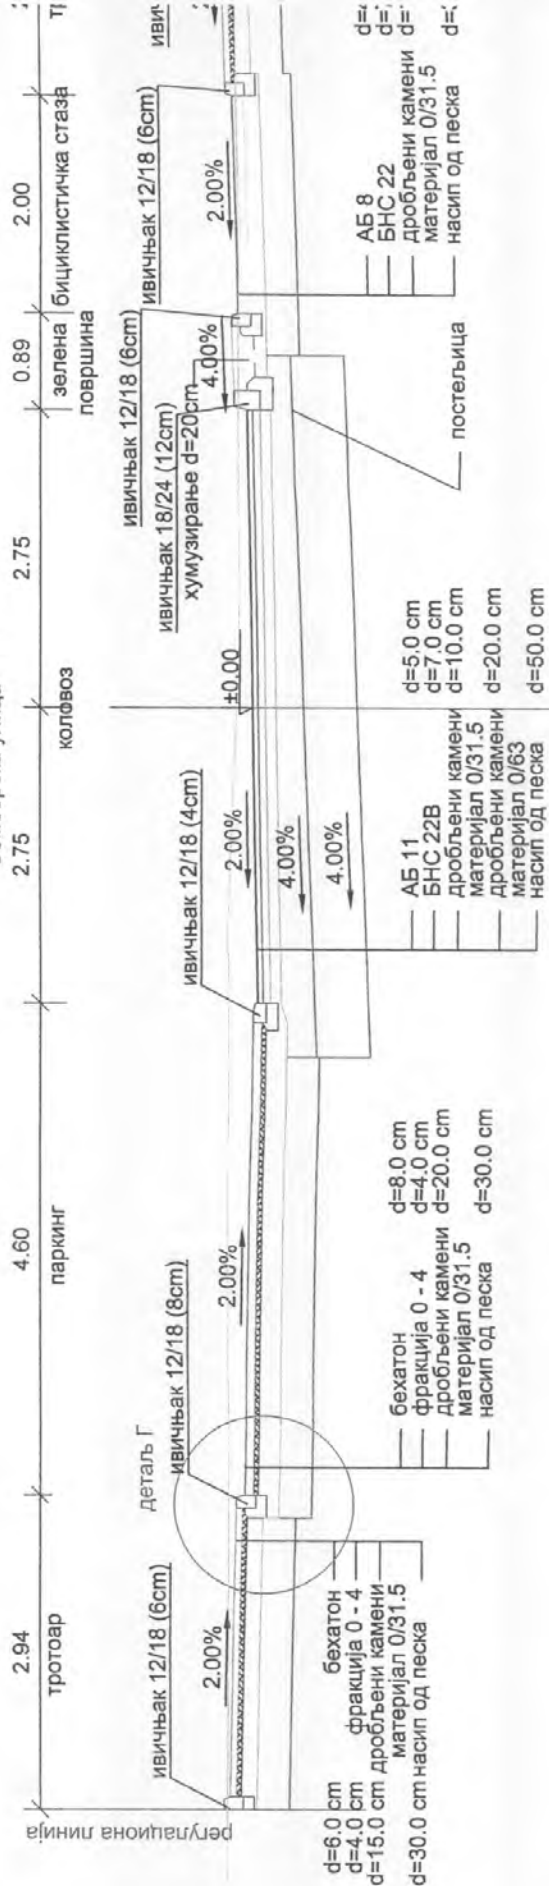 регулациона линија
2.94
4.60
2.75
2.75
0.89
2.00
тротоар
паркинг
коловоз
зелена
површина
бициклистичка стаза
ивичњак 12/18 (6cm)
2.00%
деталь Г
ивичњак 12/18 (8cm)
2.00%
ивичњак 12/18 (4cm)
2.00%
4.00%
4.00%
±0.00
ивичњак 12/18 (6cm)
ивичњак 18/24 (12cm)
хумузирање d=20cm
4.00%
ивичњак 12/18 (6cm)
2.00%
постељица
d=6.0 cm бехатон
d=4.0 cm фракција 0 - 4
d=15.0 cm дробљени камени
материјал 0/31.5
d=30.0 cm насип од песка
бехатон d=8.0 cm
фракција 0 - 4 d=4.0 cm
дробљени камени d=20.0 cm
материјал 0/31.5
насип од песка d=30.0 cm
АБ 11 d=5.0 cm
БНС 22В d=7.0 cm
дробљени камени d=10.0 cm
материјал 0/31.5
дробљени камени d=20.0 cm
материјал 0/63
насип од песка d=50.0 cm
АБ 8
БНС 22
дробљени камени
материјал 0/31.5
насип од песка